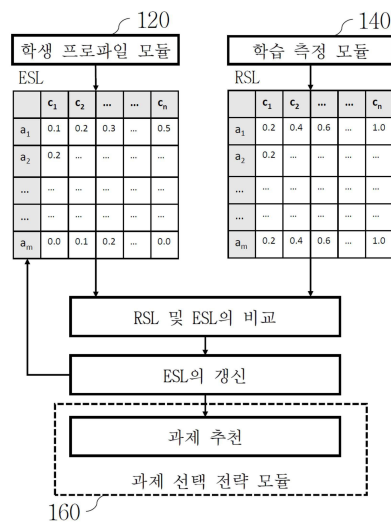 120
140
학생 프로파일 모듈
학습 측정 모듈
ESL
RSL
c1 c2 ... ... cn
a1 0.1 0.2 0.3 ... 0.5
a2 0.2 ... ... ... ...
... ... ... ... ... ...
... ... ... ... ... ...
am 0.0 0.1 0.2 ... 0.0
c1 c2 ... ... cn
a1 0.2 0.4 0.6 ... 1.0
a2 0.2 ... ... ... ...
... ... ... ... ... ...
... ... ... ... ... ...
am 0.2 0.4 0.6 ... 1.0
RSL 및 ESL의 비교
ESL의 갱신
과제 추천
과제 선택 전략 모듈
160